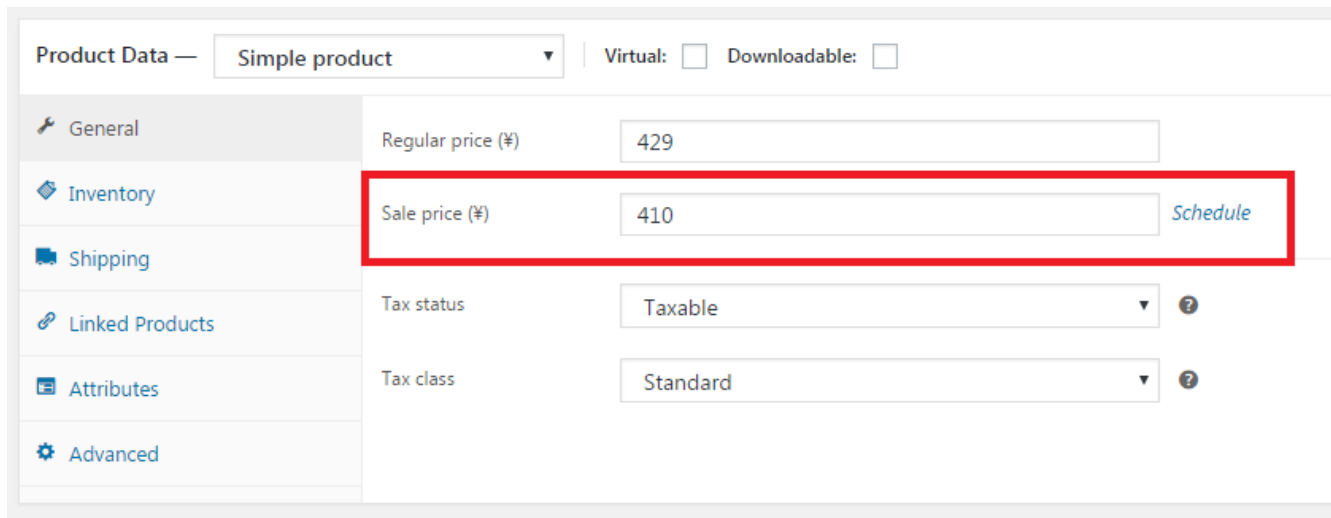 Product Data — Simple product Virtual: Downloadable:
General
Inventory
Shipping
Linked Products
Attributes
Advanced
Regular price (¥) 429
Sale price (¥) 410 Schedule
Tax status Taxable ?
Tax class Standard ?